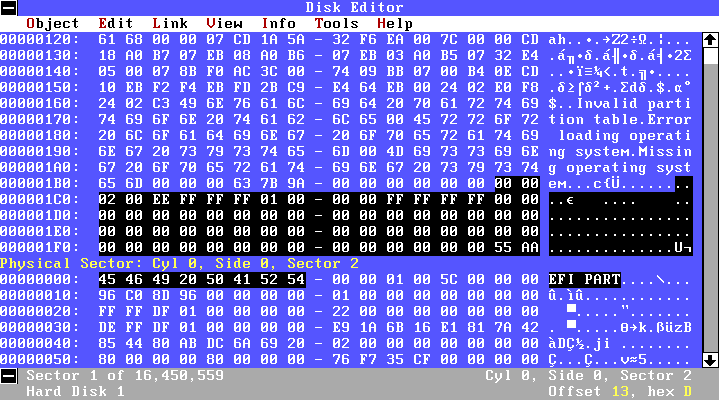 Disk Editor
Object Edit Link View Info Tools Help
00000120: 61 68 00 00 07 CD 1A 5A - 32 F6 EA 00 7C 00 00 CD ah..•.→Z2÷Ω.¦...
00000130: 18 A0 B7 07 EB 08 A0 B6 - 07 EB 03 A0 B5 07 32 E4 .á╖•δ.á╢•δ.á╡•2Σ
00000140: 05 00 07 8B F0 AC 3C 00 - 74 09 BB 07 00 B4 0E CD
00000150: 10 EB F2 F4 EB FD 2B C9 - E4 64 EB 00 24 02 E0 F8
00000160: 24 02 C3 49 6E 76 61 6C - 69 64 20 70 61 72 74 69 $..Invalid parti
00000170: 74 69 6F 6E 20 74 61 62 - 6C 65 00 45 72 72 6F 72 tion table.Error
00000180: 20 6C 6F 61 64 69 6E 67 - 20 6F 70 65 72 61 74 69 loading operati
00000190: 6E 67 20 73 79 73 74 65 - 6D 00 4D 69 73 73 69 6E ng system.Missin
000001A0: 67 20 6F 70 65 72 61 74 - 69 6E 67 20 73 79 73 74 g operating syst
000001B0: 65 6D 00 00 00 63 7B 9A - 00 00 00 00 00 00 00 00 em...c{Ü........
000001C0: 02 00 EE FF FF FF 01 00 - 00 00 FF FF FF FF 00 00 ..ε .... ..
000001D0: 00 00 00 00 00 00 00 00 - 00 00 00 00 00 00 00 00 ................
000001E0: 00 00 00 00 00 00 00 00 - 00 00 00 00 00 00 00 00 ................
000001F0: 00 00 00 00 00 00 00 00 - 00 00 00 00 00 00 55 AA ..............U¬
Physical Sector: Cyl 0, Side 0, Sector 2
00000000: 45 46 49 20 50 41 52 54 - 00 00 01 00 5C 00 00 00 EFI PART....\...
00000010: 96 C0 8D 96 00 00 00 00 - 01 00 00 00 00 00 00 00
00000020: FF FF DF 01 00 00 00 00 - 22 00 00 00 00 00 00 00
00000030: DE FF DF 01 00 00 00 00 - E9 1A 6B 16 E1 81 7A 42
00000040: 85 44 80 AB DC 6A 69 20 - 02 00 00 00 00 00 00 00 àDÇ½▄ji ........
00000050: 80 00 00 00 80 00 00 00 - 76 F7 35 CF 00 00 00 00 Ç...Ç...v≈5.....
Sector 1 of 16,450,559 Cyl 0, Side 0, Sector 2
Hard Disk 1 Offset 13, hex D